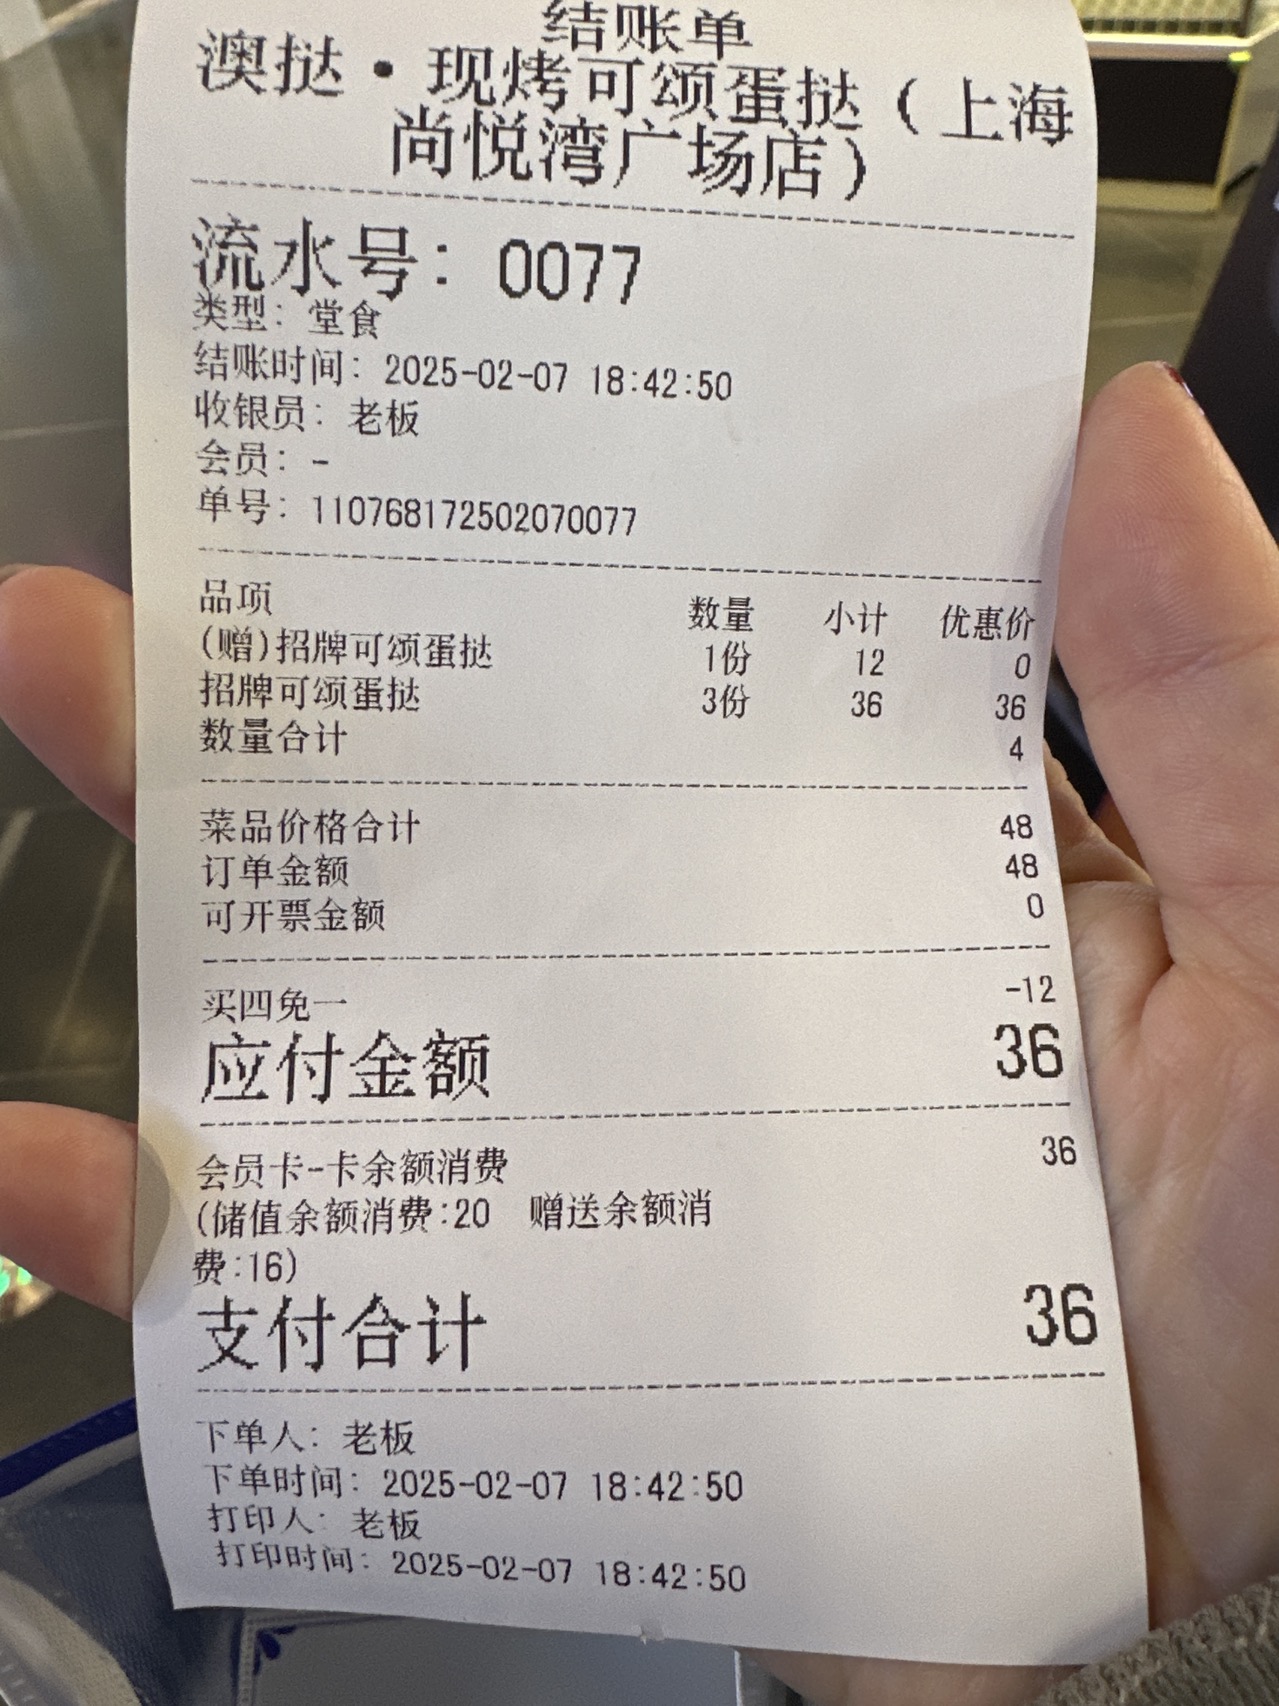 结账单
澳挞·现烤可颂蛋挞（上海
尚悦湾广场店）
流水号：0077
类型：堂食
结账时间：2025-02-07 18:42:50
收银员：老板
会员：-
单号：110768172502070077
品项 数量 小计 优惠价
(赠)招牌可颂蛋挞 1份 12 0
招牌可颂蛋挞 3份 36 36
数量合计 4
菜品价格合计 48
订单金额 48
可开票金额 0
买四免一 -12
应付金额 36
会员卡-卡余额消费 36
(储值余额消费:20 赠送余额消
费:16)
支付合计 36
下单人：老板
下单时间：2025-02-07 18:42:50
打印人：老板
打印时间：2025-02-07 18:42:50